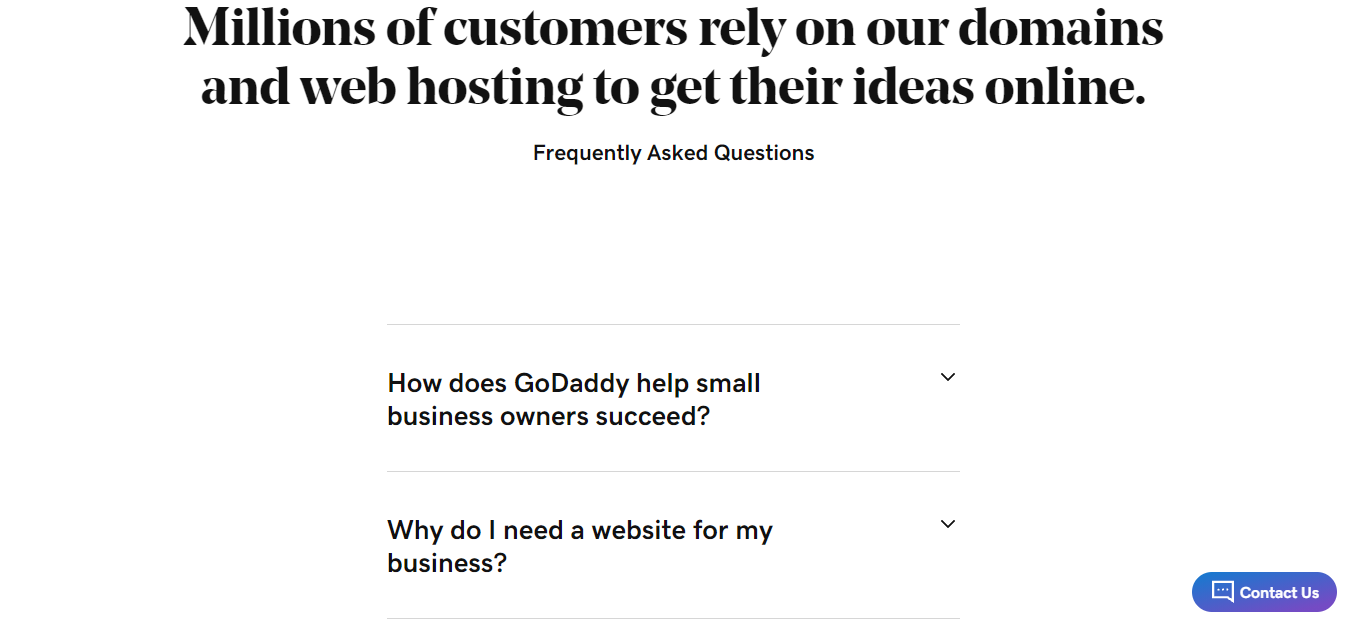 Millions of customers rely on our domains
and web hosting to get their ideas online.
Frequently Asked Questions
How does GoDaddy help small
business owners succeed?
Why do I need a website for my
business?
Contact Us